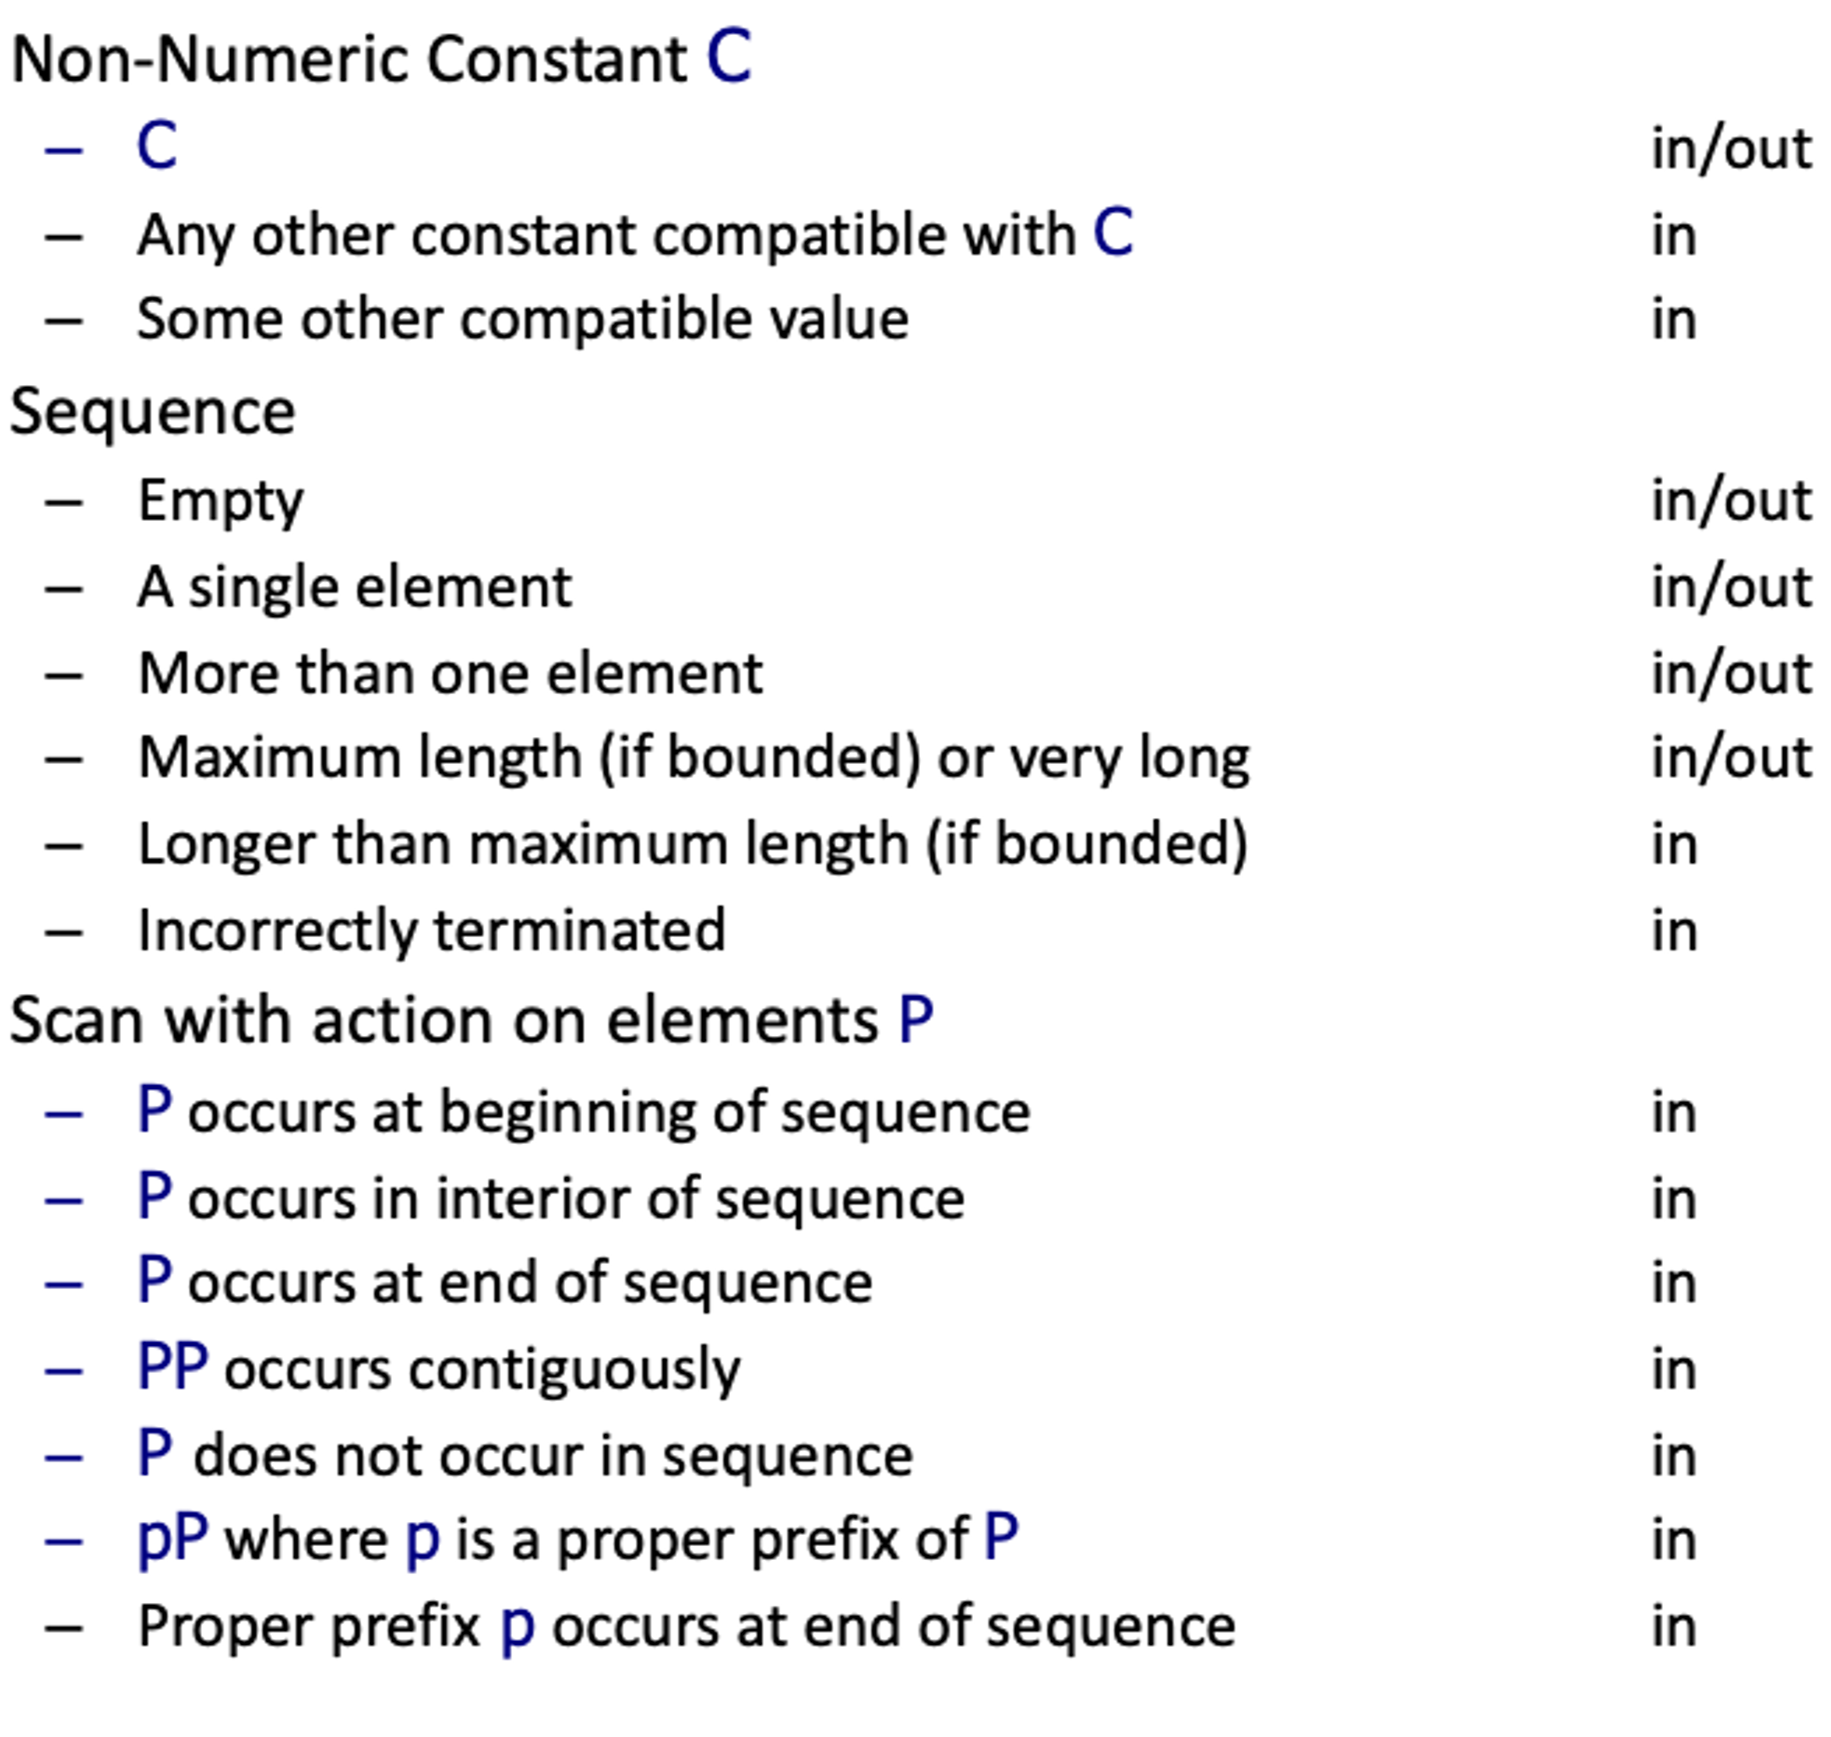 Non-Numeric Constant C
– C in/out
– Any other constant compatible with C in
– Some other compatible value in
Sequence
– Empty in/out
– A single element in/out
– More than one element in/out
– Maximum length (if bounded) or very long in/out
– Longer than maximum length (if bounded) in
– Incorrectly terminated in
Scan with action on elements P
– P occurs at beginning of sequence in
– P occurs in interior of sequence in
– P occurs at end of sequence in
– PP occurs contiguously in
– P does not occur in sequence in
– pP where p is a proper prefix of P in
– Proper prefix p occurs at end of sequence in